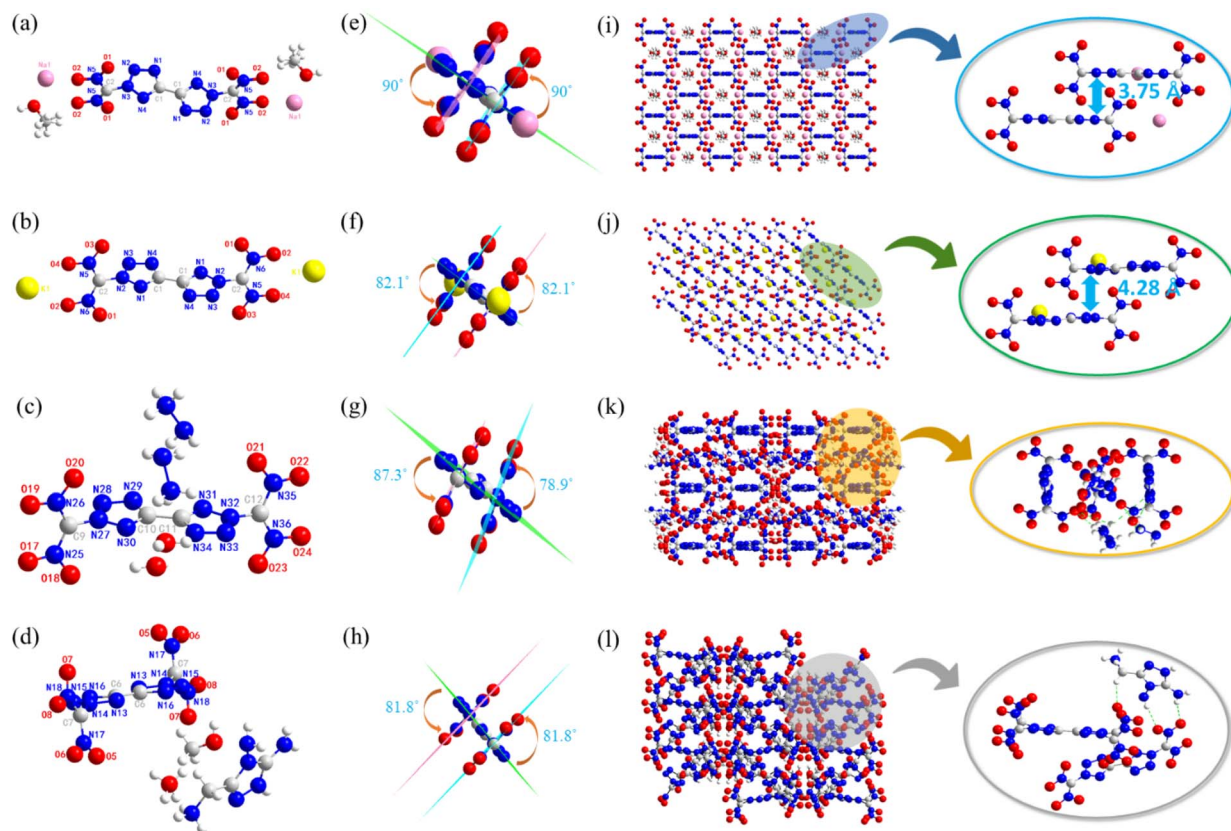 (a)
O1 N2 N1 N4 O1
O2 N5 C1 N3 N5 O2
Na1 C2
N5 N3 C1 C2 N5 O2
O2 O1 N4 N1 N2 O1 Na1
(e)
90°
90°
(i)
3.75 Å
(b)
O3 N3 N4 O1
O4 N5 C1 N1 N2 N6 O2
K1 K1
O2 N2 N1 C1 C2 N5 O4
N6 O1 C2 N4 N3 O3
(f)
82.1°
82.1°
(j)
4.28 Å
(c)
O20 O21
O22
O19 N26 N28 N29 N31 N32 C12 N35
C10 C11
O17 C9 N27 N30 N34 N33 N36 O24
N25
O18 O23
(g)
87.3°
78.9°
(k)
(d)
O5 O6
N17
O7 C7
C6 N13 N14 N15
N18 N15 N16 O8
O8 N14 N13 C6 N16 N18
C7 O7
N17
O6 O5
(h)
81.8°
81.8°
(l)